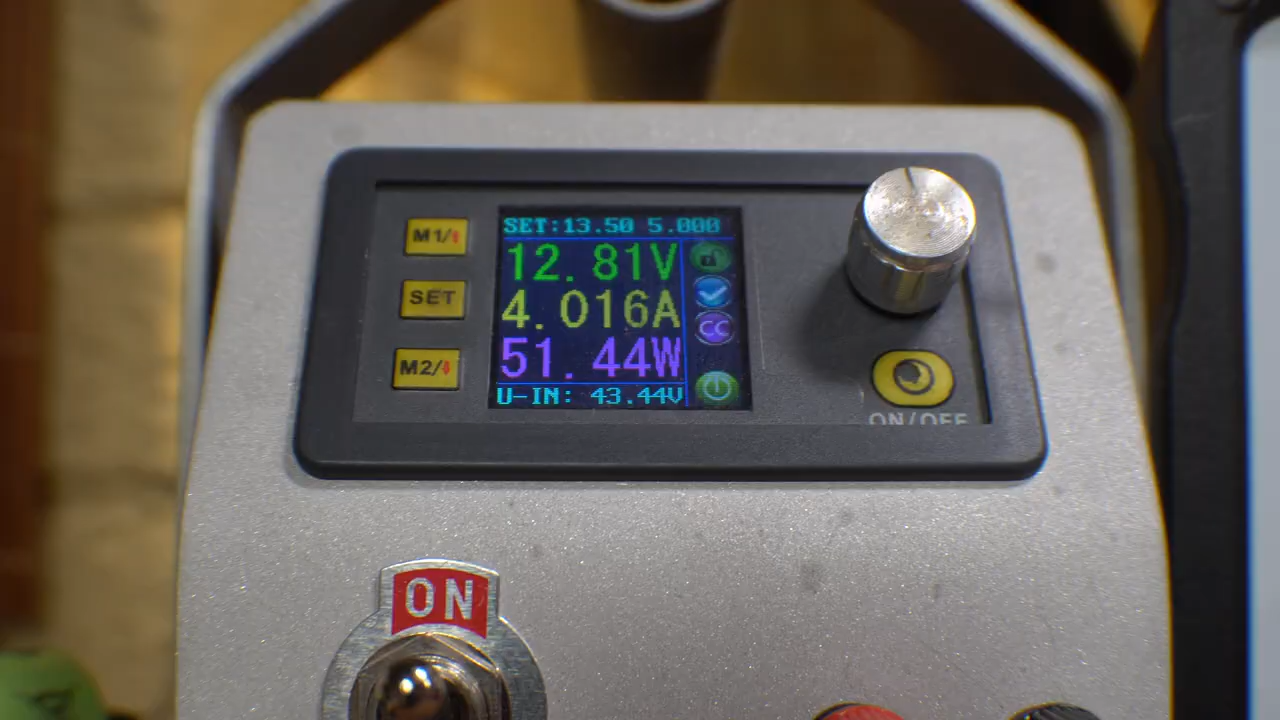 SET:13.50 5.000
M1/⬆
12.81V
SET
4.016A
CC
51.44W
M2/⬇
U-IN: 43.44V
ON/OFF
ON